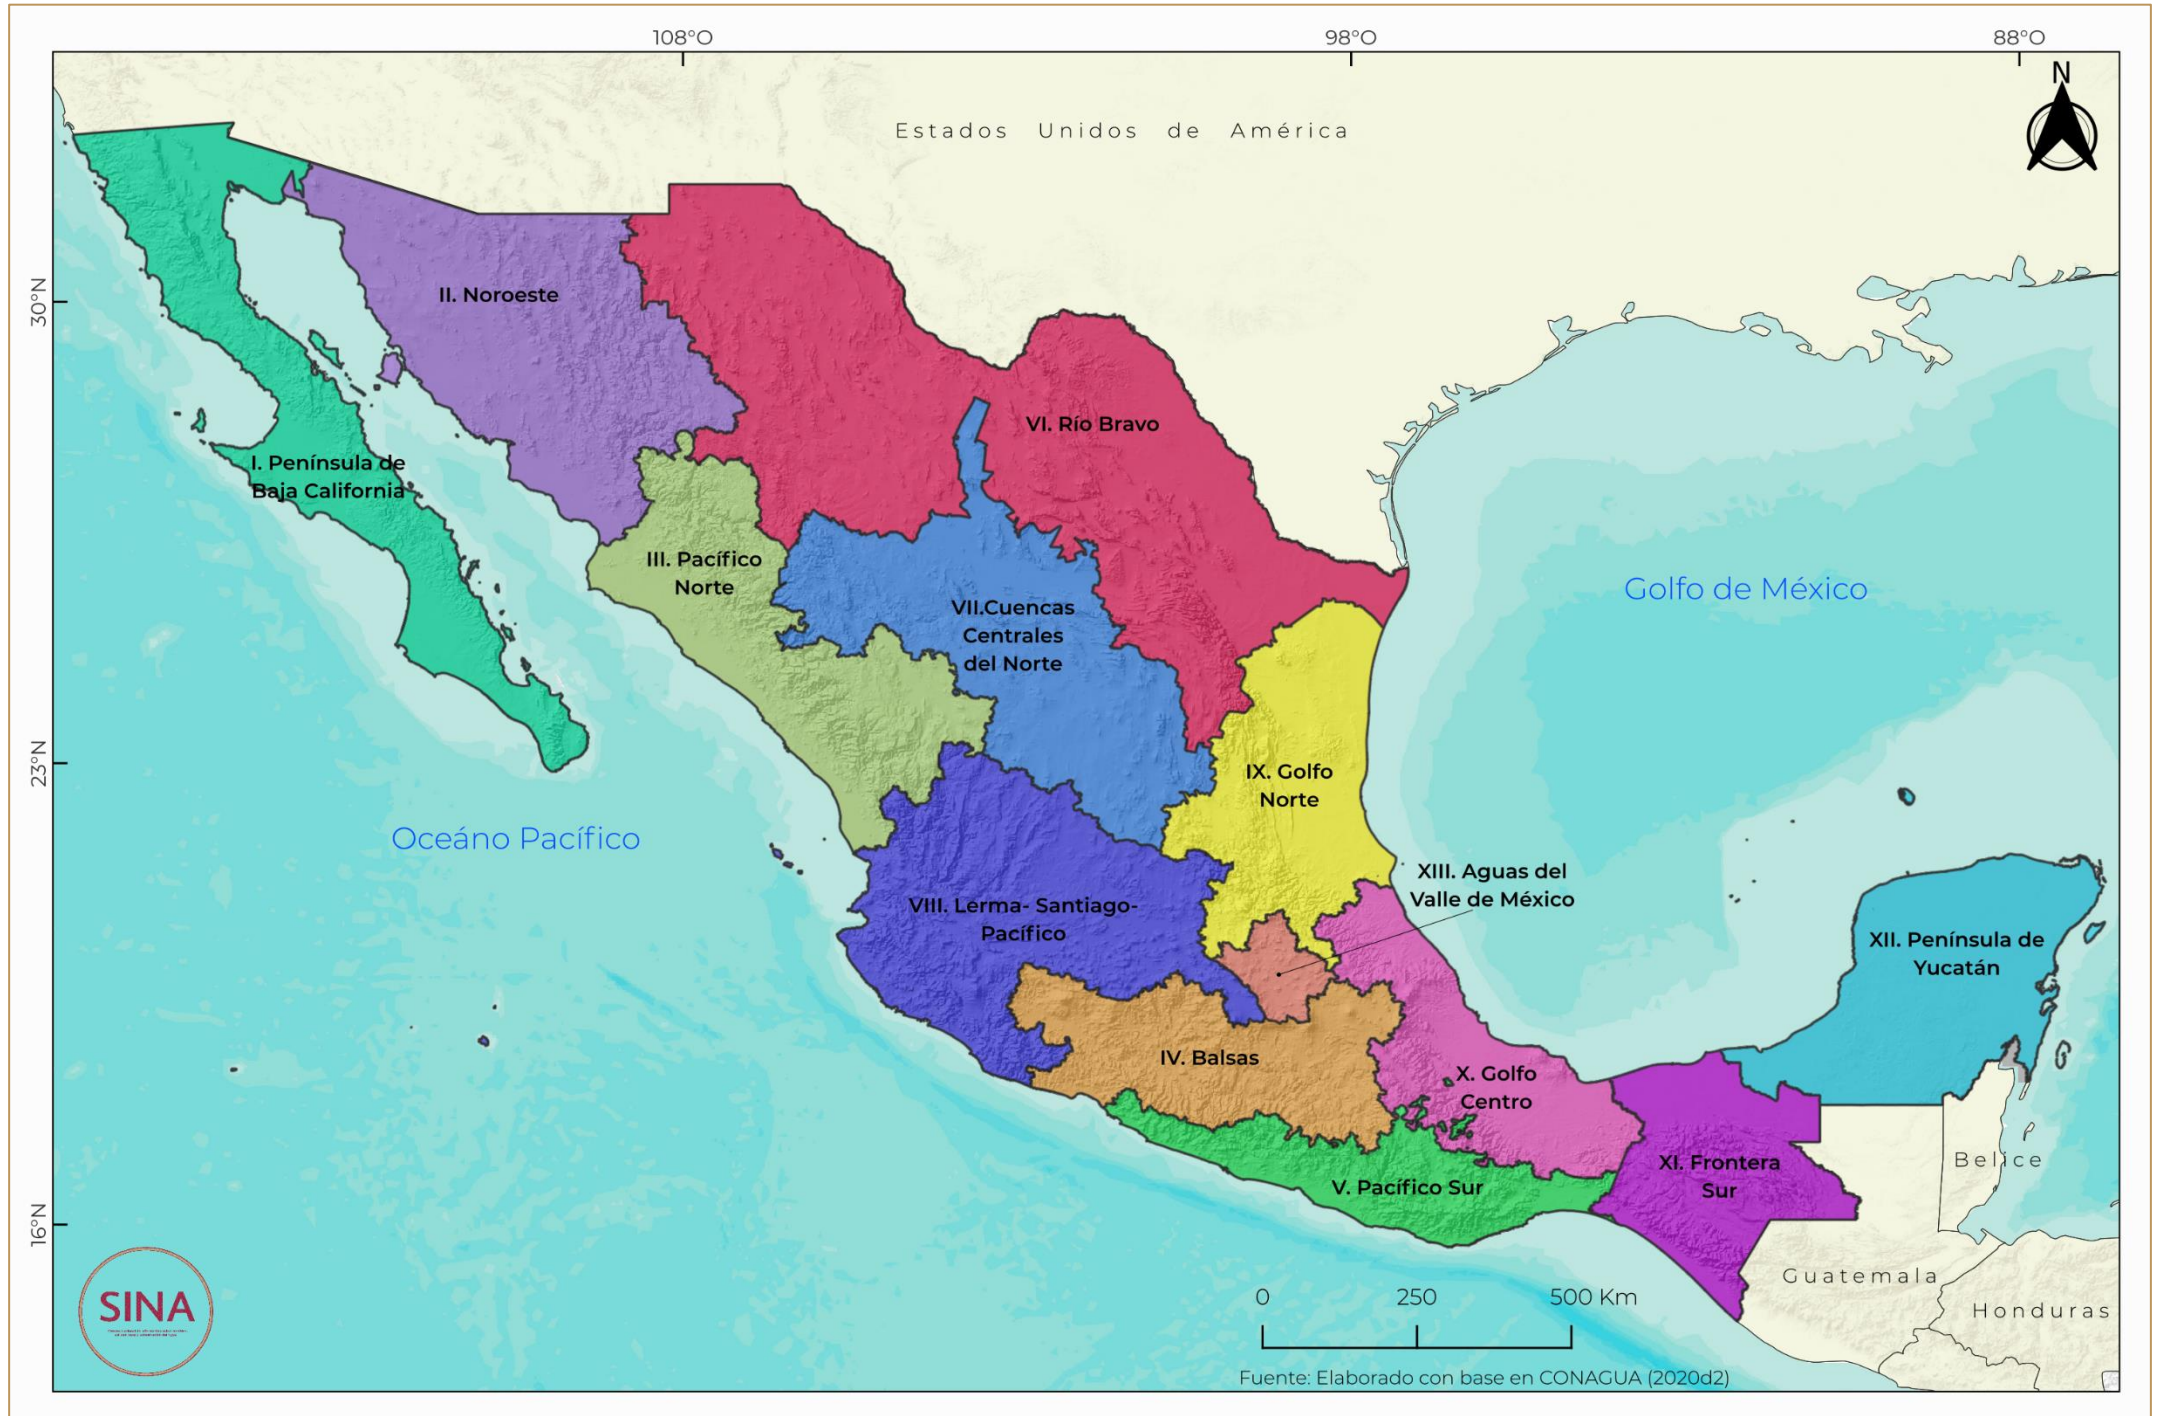 108°O
98°O
88°O
N
Estados Unidos de América
30°N
II. Noroeste
VI. Río Bravo
I. Península de
Baja California
III. Pacífico
Norte
VII.Cuencas
Centrales
del Norte
Golfo de México
23°N
IX. Golfo
Norte
Oceáno Pacífico
XIII. Aguas del
Valle de México
VIII. Lerma- Santiago-
Pacífico
XII. Península de
Yucatán
IV. Balsas
X. Golfo
Centro
XI. Frontera
Sur
Belice
V. Pacífico Sur
16°N
Guatemala
Honduras
SINA
0 250 500 Km
Fuente: Elaborado con base en CONAGUA (2020d2)